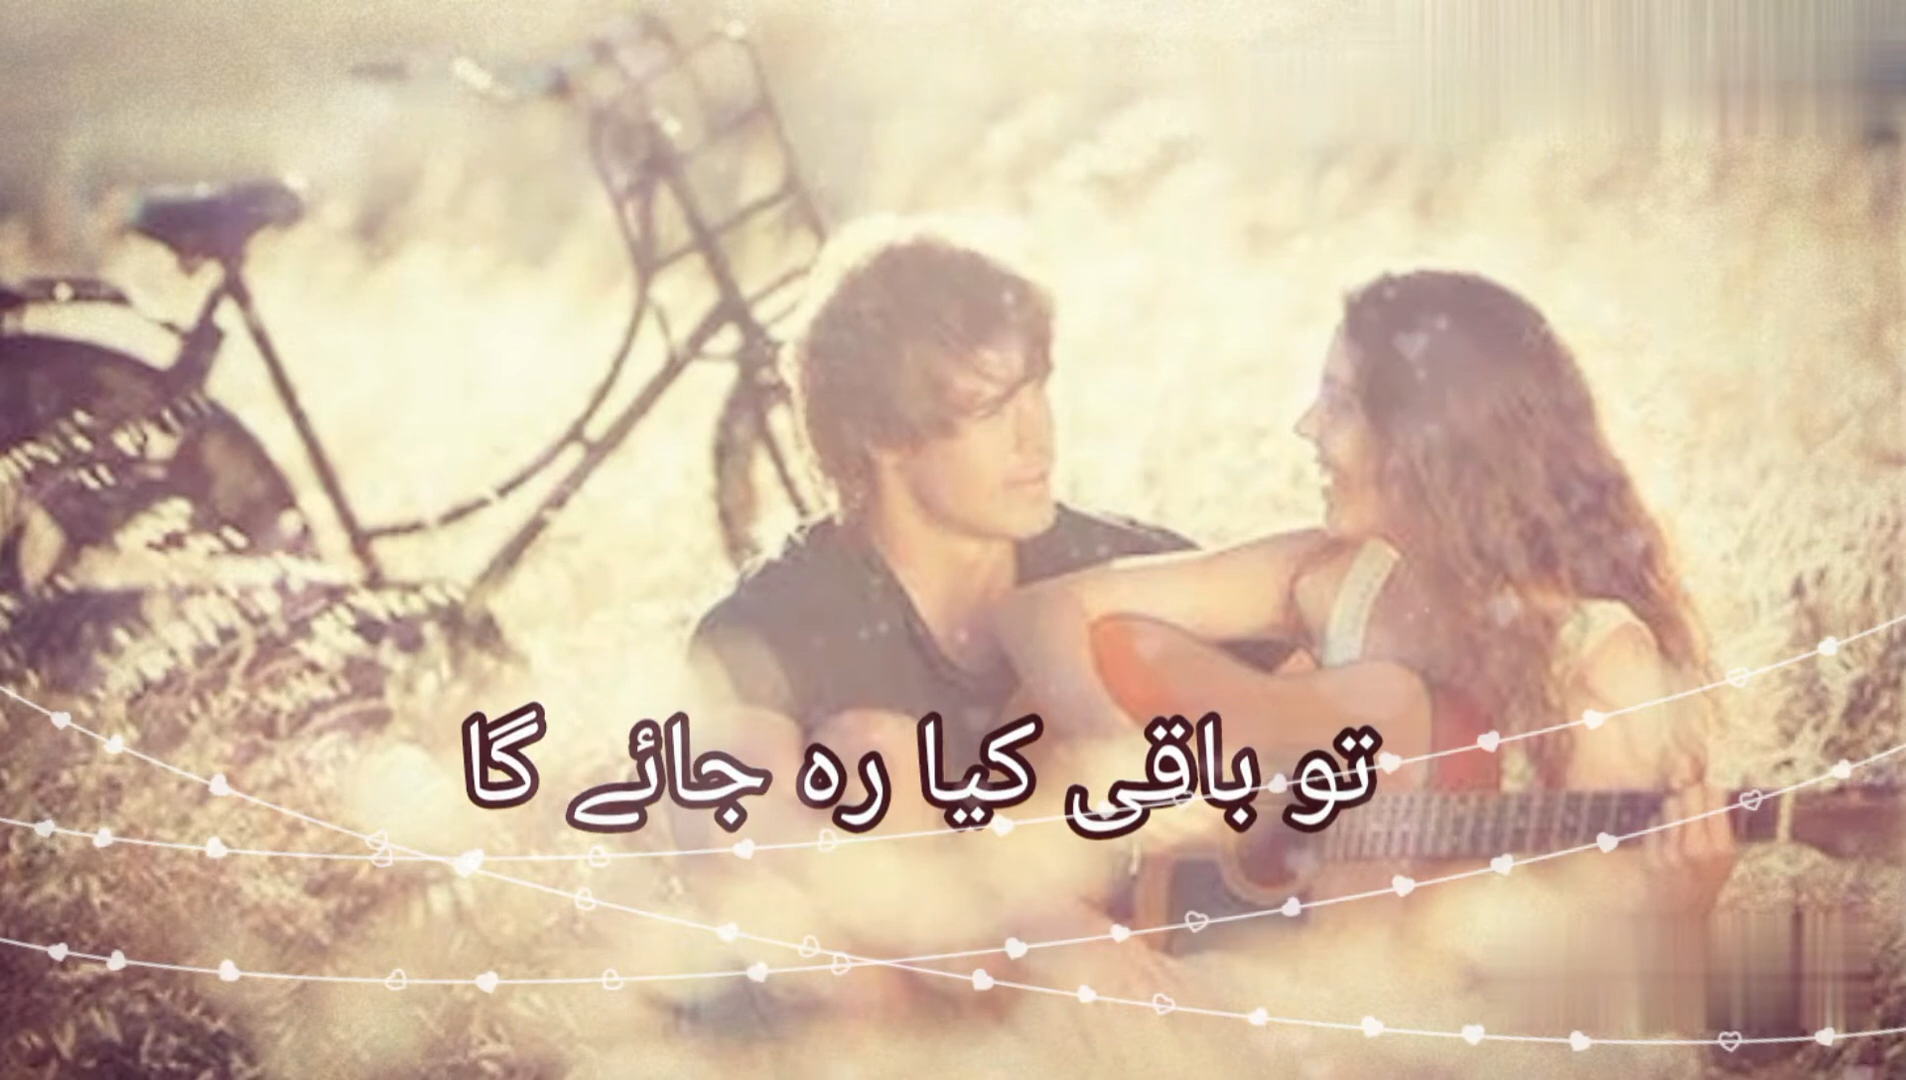 تو باقی کیا رہ جائے گا